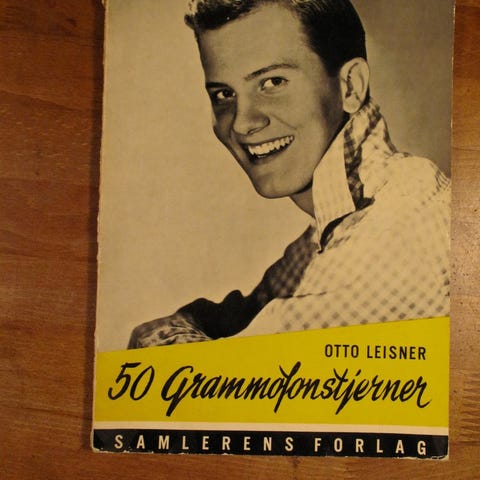 OTTO LEISNER
50 Grammofonstjerner
SAMLERENS FORLAG